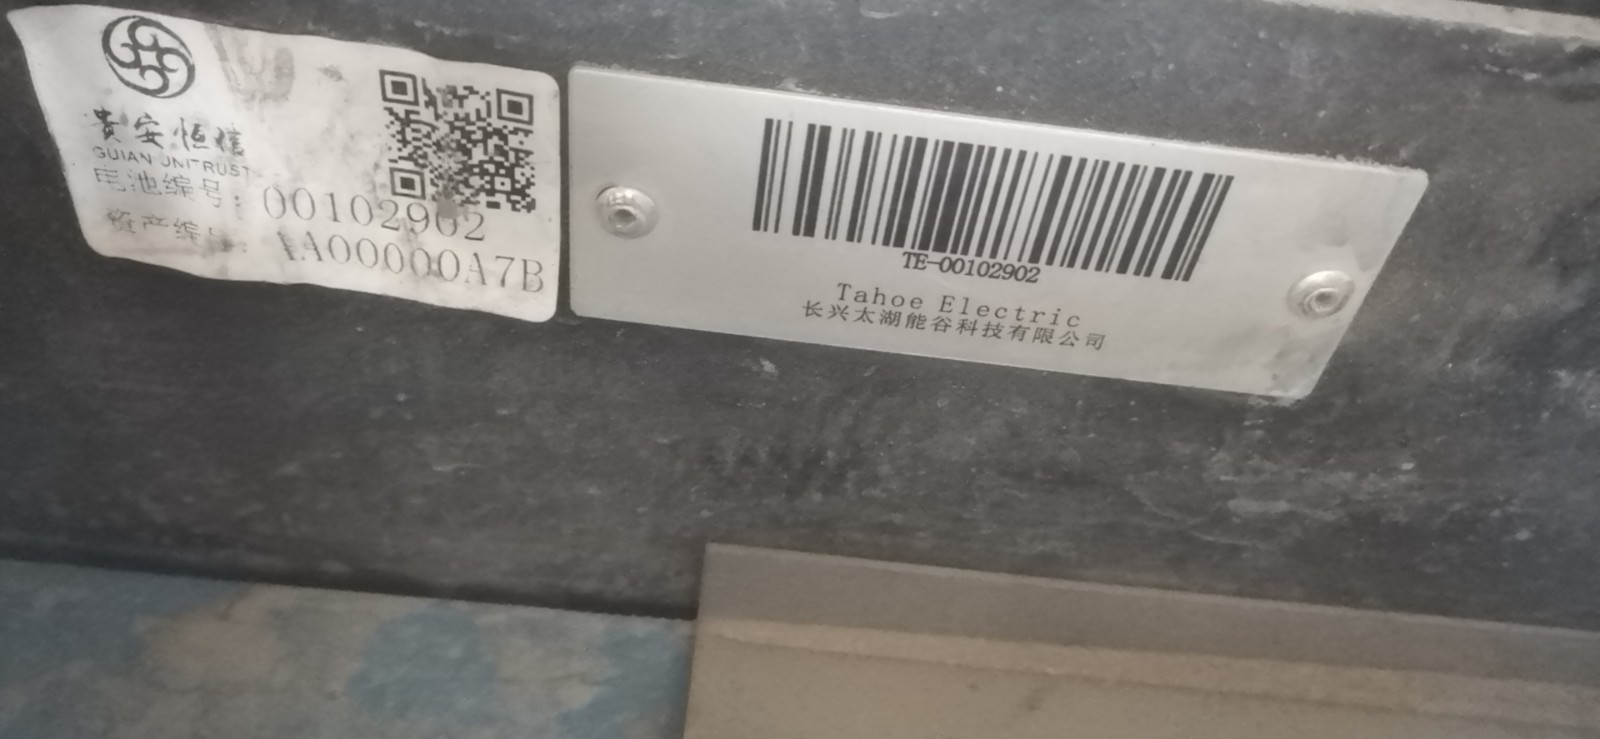 贵安恒信
GUIAN UNITRUST
电池编号: 00102902
资产编号: 1A00000A7B
TE-00102902
Tahoe Electric
长兴太湖能谷科技有限公司